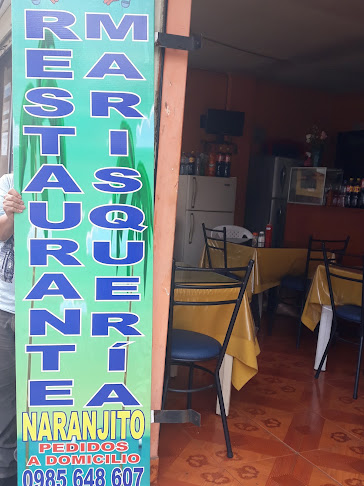 RESTAURANTE
MARISQUERÍA
NARANJITO
PEDIDOS
A DOMICILIO
0985 648 607